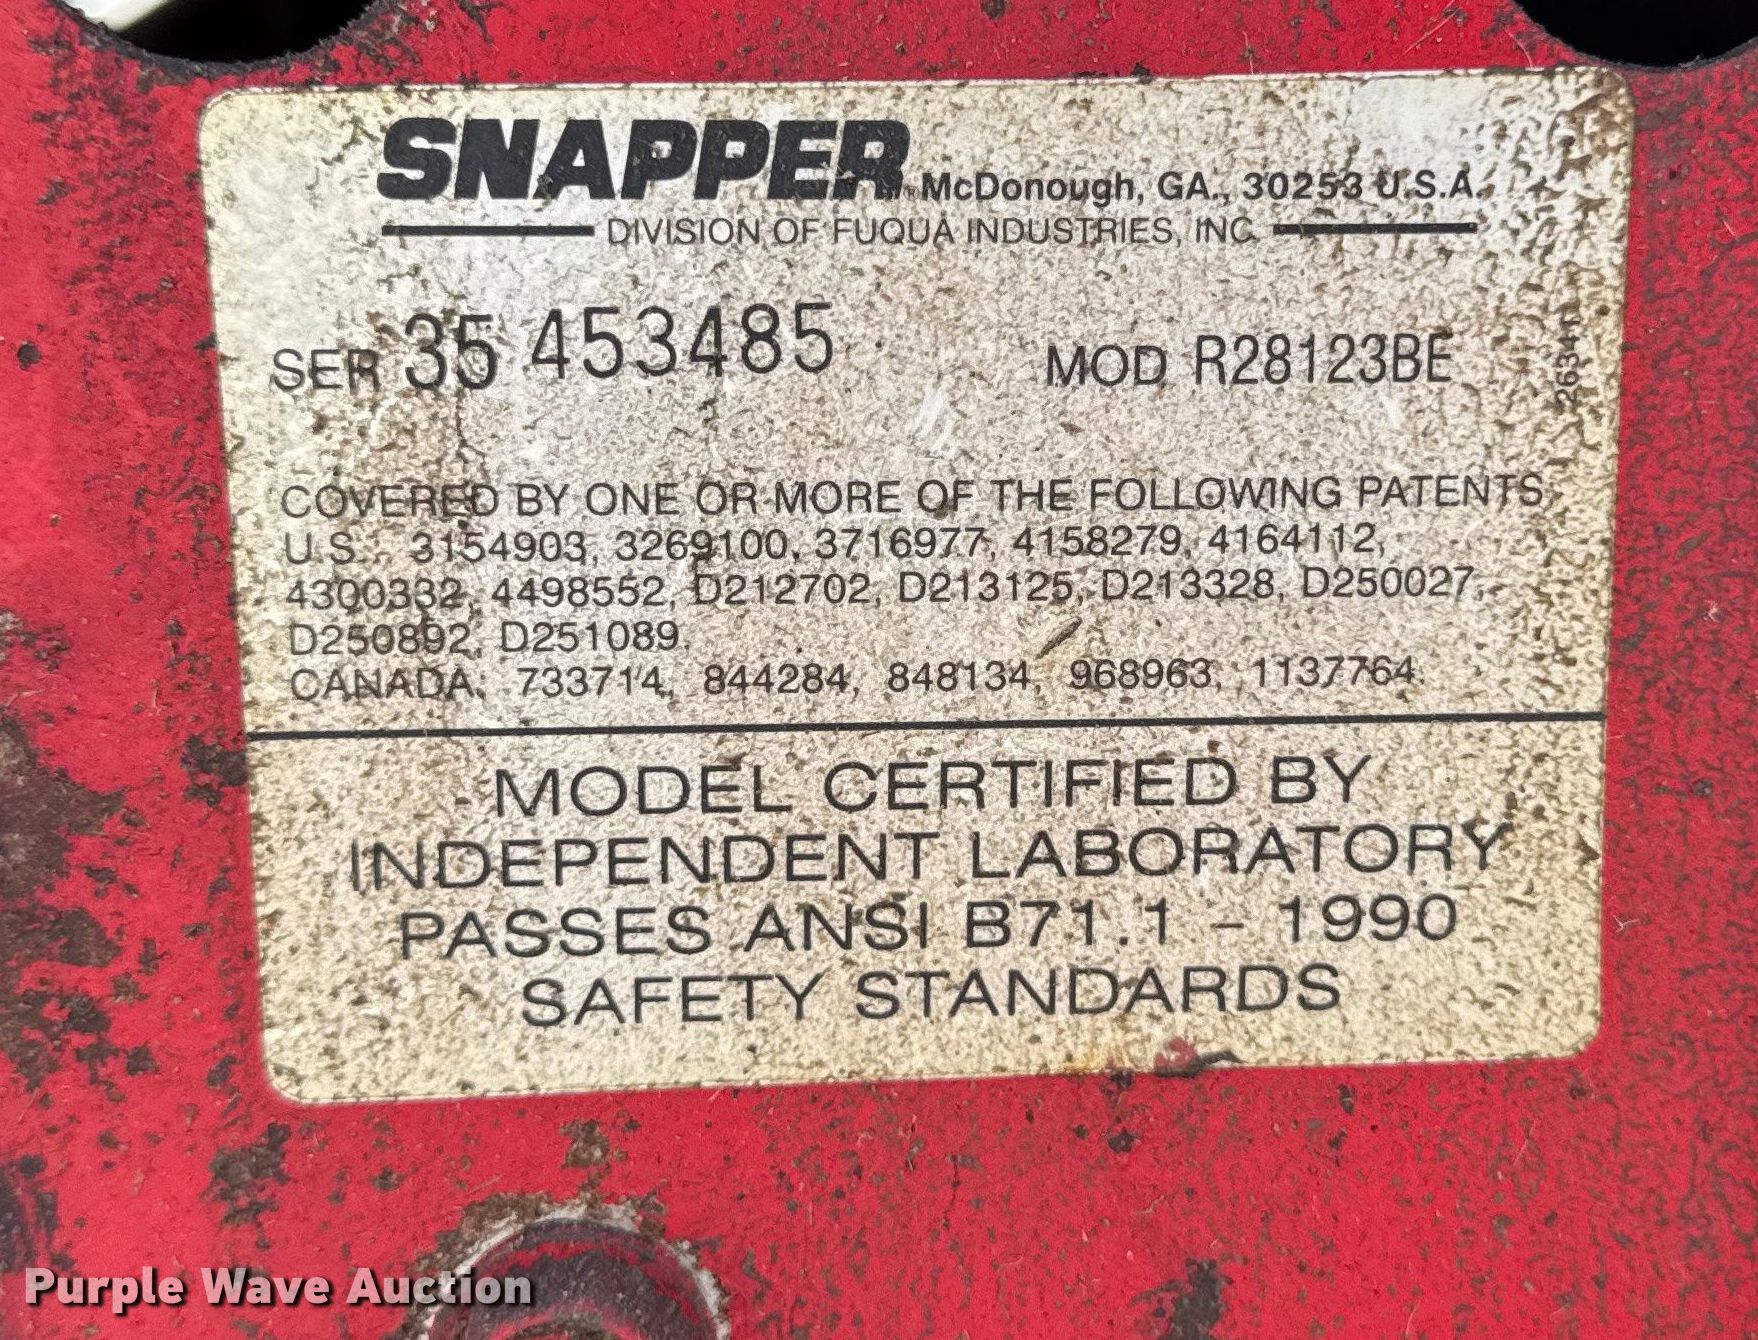 SNAPPER McDonough, GA., 30253 U.S.A.
DIVISION OF FUQUA INDUSTRIES, INC.
SER 35 453485 MOD R28123BE
COVERED BY ONE OR MORE OF THE FOLLOWING PATENTS
U.S.: 3154903, 3269100, 3716977, 4158279, 4164112,
4300332, 4498552, D212702, D213125, D213328, D250027,
D250892, D251089.
CANADA: 733714, 844284, 848134, 968963, 1137764.
MODEL CERTIFIED BY
INDEPENDENT LABORATORY
PASSES ANSI B71.1 - 1990
SAFETY STANDARDS
Purple Wave Auction